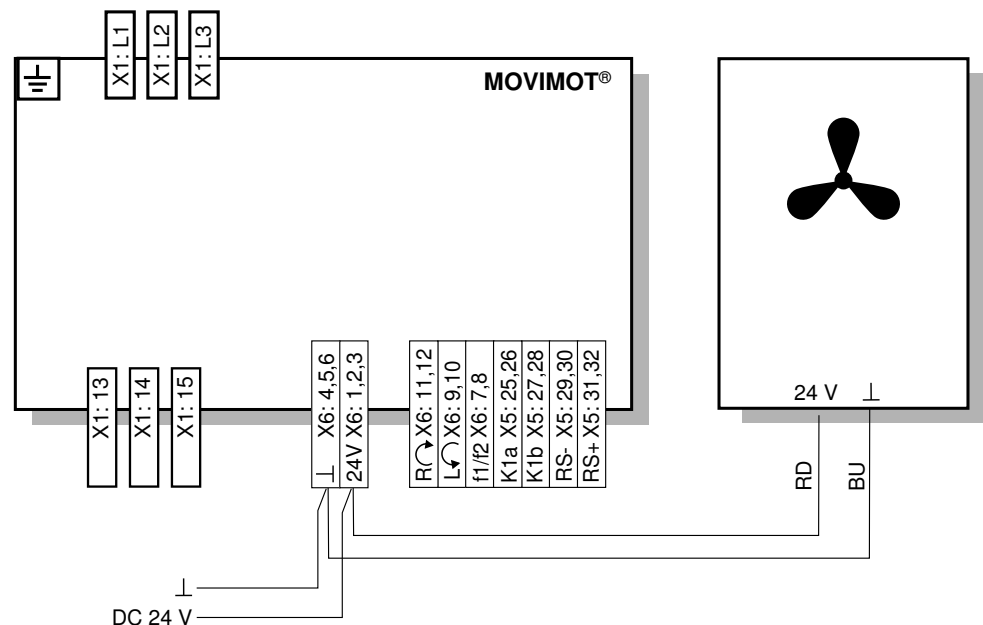 X1: L1
X1: L2
X1: L3
MOVIMOT®
X1: 13
X1: 14
X1: 15
⊥ X6: 4,5,6
24V X6: 1,2,3
R X6: 11,12
L X6: 9,10
f1/f2 X6: 7,8
K1a X5: 25,26
K1b X5: 27,28
RS- X5: 29,30
RS+ X5: 31,32
24 V ⊥
RD
BU
⊥
DC 24 V